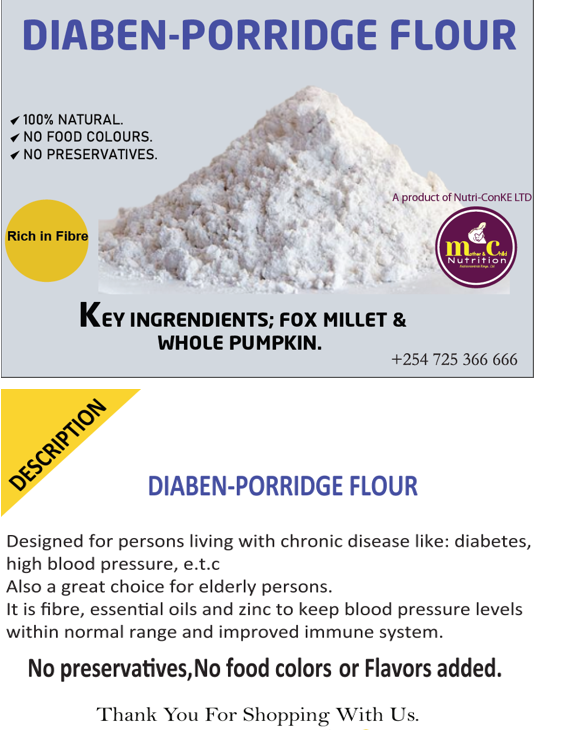 DIABEN-PORRIDGE FLOUR
100% NATURAL.
NO FOOD COLOURS.
NO PRESERVATIVES.
A product of Nutri-ConKE LTD
Rich in Fibre
Mother & Child
Nutrition
KEY INGRENDIENTS; FOX MILLET &
WHOLE PUMPKIN.
+254 725 366 666
DESCRIPTION
DIABEN-PORRIDGE FLOUR
Designed for persons living with chronic disease like: diabetes,
high blood pressure, e.t.c
Also a great choice for elderly persons.
It is fibre, essential oils and zinc to keep blood pressure levels
within normal range and improved immune system.
No preservatives,No food colors or Flavors added.
Thank You For Shopping With Us.